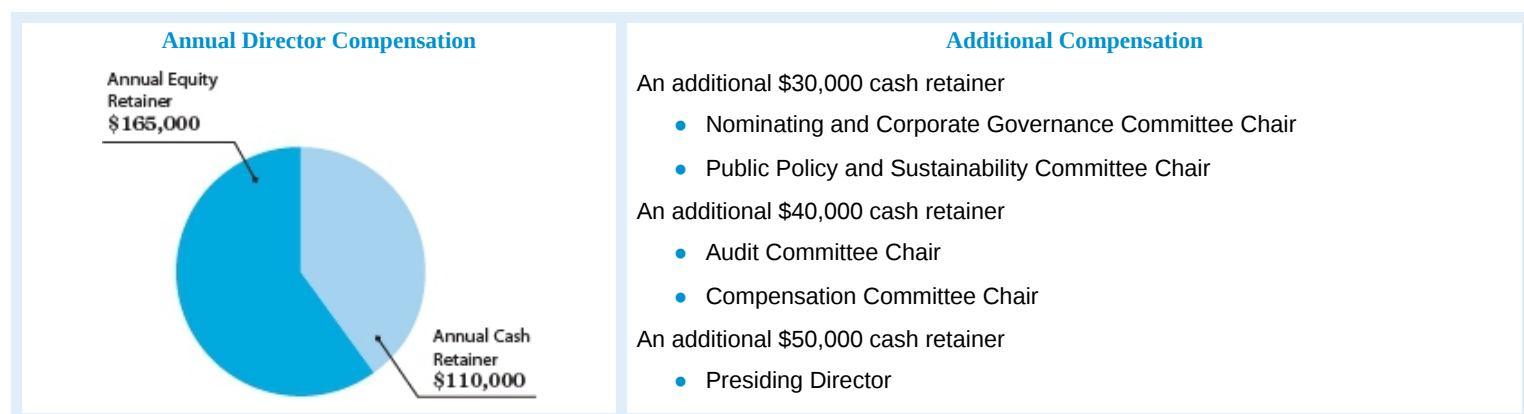 Annual Director Compensation
Annual Equity
Retainer
$165,000
Annual Cash
Retainer
$110,000
Additional Compensation
An additional $30,000 cash retainer
● Nominating and Corporate Governance Committee Chair
● Public Policy and Sustainability Committee Chair
An additional $40,000 cash retainer
● Audit Committee Chair
● Compensation Committee Chair
An additional $50,000 cash retainer
● Presiding Director